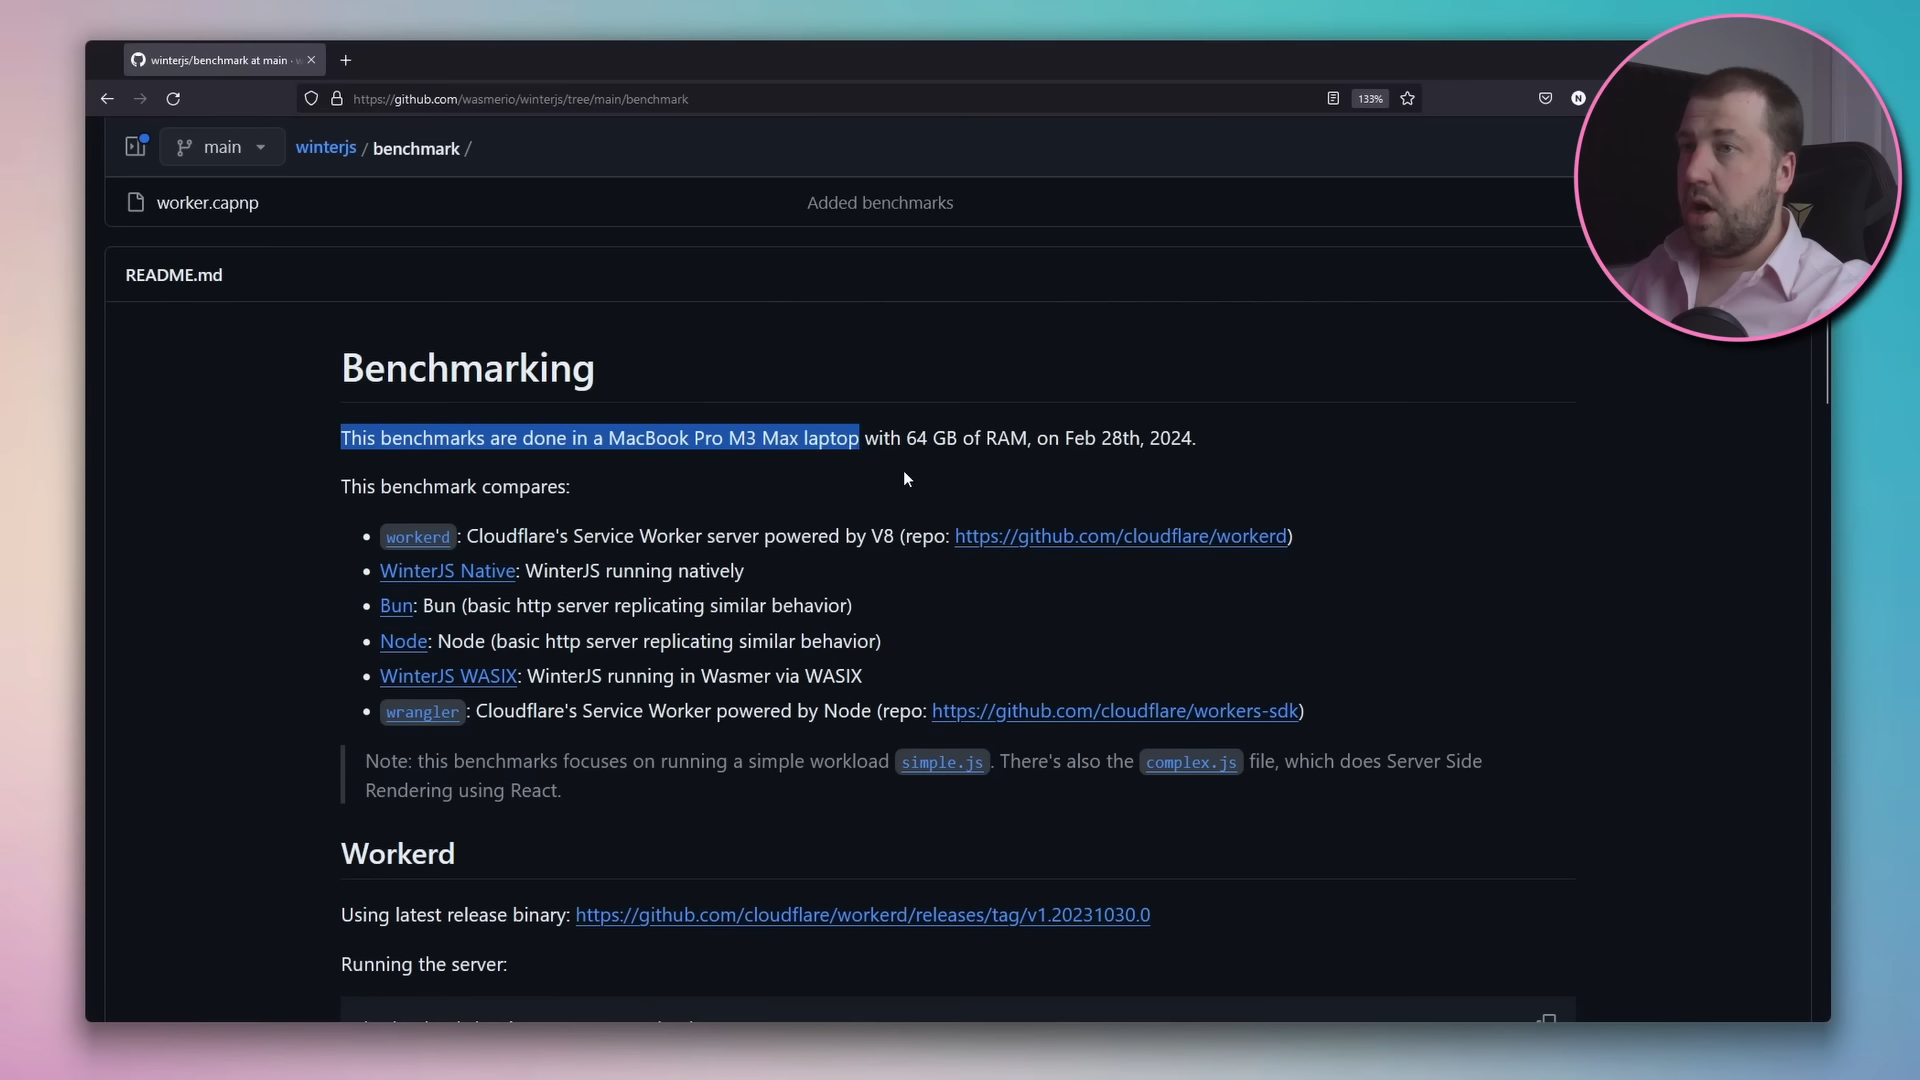 winterjs/benchmark at main · w
https://github.com/wasmerio/winterjs/tree/main/benchmark
133%
N
main
winterjs / benchmark /
worker.capnp
Added benchmarks
README.md
Benchmarking
This benchmarks are done in a MacBook Pro M3 Max laptop with 64 GB of RAM, on Feb 28th, 2024.
This benchmark compares:
workerd: Cloudflare's Service Worker server powered by V8 (repo: https://github.com/cloudflare/workerd)
WinterJS Native: WinterJS running natively
Bun: Bun (basic http server replicating similar behavior)
Node: Node (basic http server replicating similar behavior)
WinterJS WASIX: WinterJS running in Wasmer via WASIX
wrangler: Cloudflare's Service Worker powered by Node (repo: https://github.com/cloudflare/workers-sdk)
Note: this benchmarks focuses on running a simple workload simple.js. There's also the complex.js file, which does Server Side
Rendering using React.
Workerd
Using latest release binary: https://github.com/cloudflare/workerd/releases/tag/v1.20231030.0
Running the server: